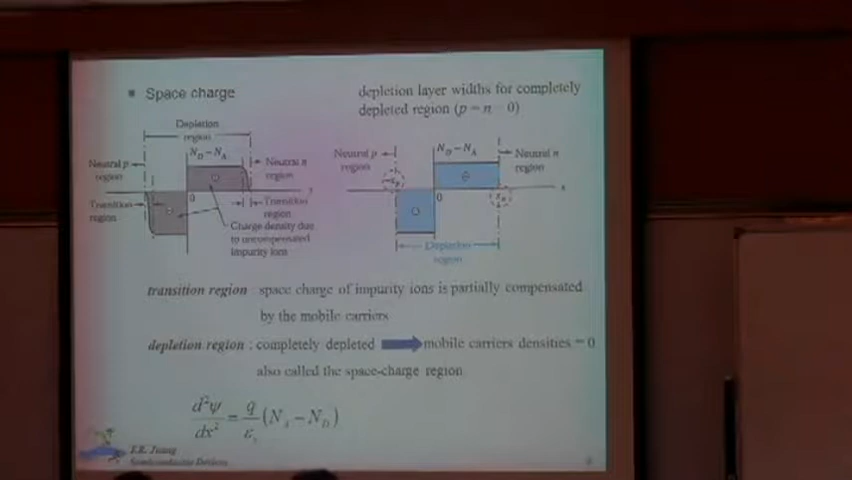 ▪ Space charge
depletion layer widths for completely
depleted region (p = n = 0)
Depletion
region
N_D − N_A
Neutral p
region
Neutral n
region
Transition
region
0
x
Transition
region
Charge density due
to uncompensated
impurity ions
N_D − N_A
Neutral p
region
Neutral n
region
0
x
Depletion
region
transition region : space charge of impurity ions is partially compensated
by the mobile carriers
depletion region : completely depleted mobile carriers densities = 0
also called the space-charge region
d²ψ/dx² = q/ε_s (N_A − N_D)
Semiconductor Devices